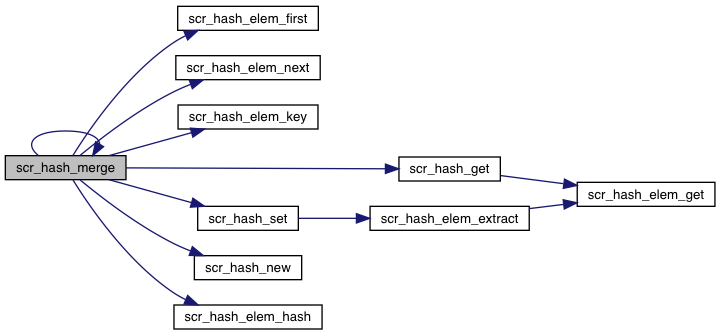 scr_hash_elem_first
scr_hash_elem_next
scr_hash_elem_key
scr_hash_merge
scr_hash_get
scr_hash_elem_get
scr_hash_set
scr_hash_elem_extract
scr_hash_new
scr_hash_elem_hash